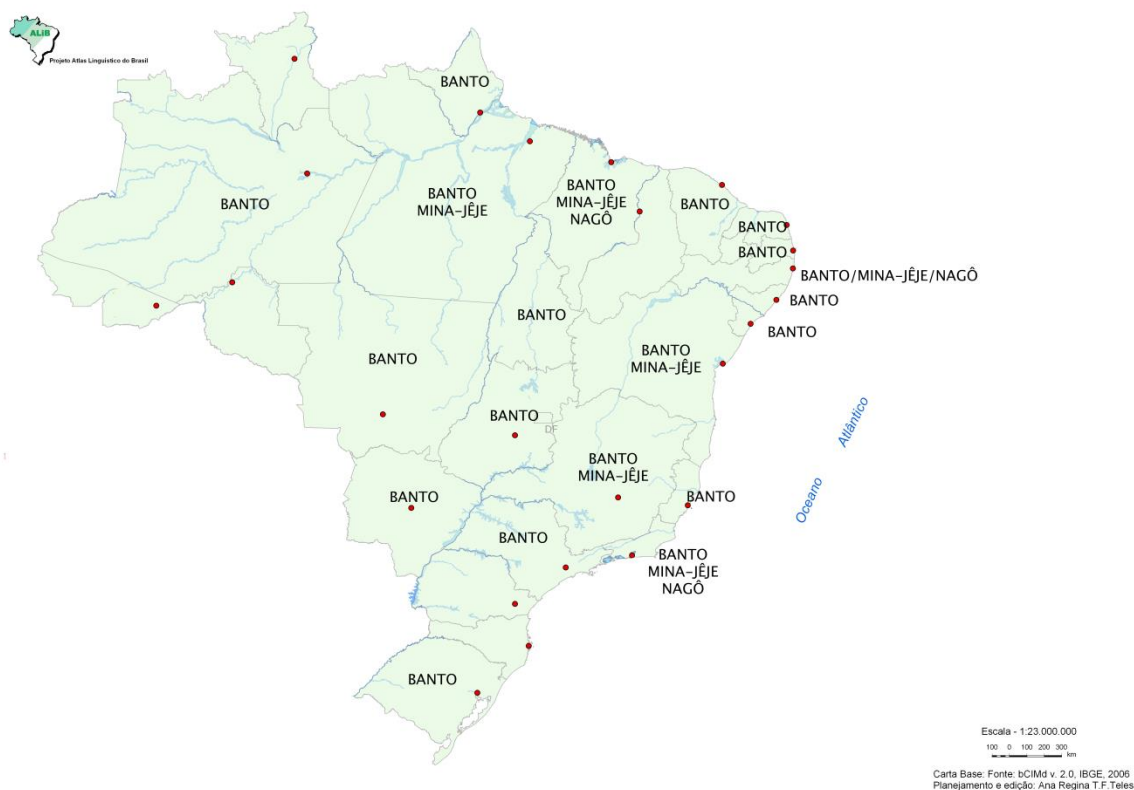 ALiB
Projeto Atlas Linguístico do Brasil
BANTO
BANTO
BANTO
MINA-JÊJE
BANTO
MINA-JÊJE
NAGÔ
BANTO
BANTO
BANTO
BANTO/MINA-JÊJE/NAGÔ
BANTO
BANTO
BANTO
BANTO
MINA-JÊJE
BANTO
BANTO
DF
BANTO
MINA-JÊJE
BANTO
BANTO
BANTO
BANTO
MINA-JÊJE
NAGÔ
BANTO
Oceano Atlântico
Escala - 1:23.000.000
100 0 100 200 300
km
Carta Base: Fonte: bCIMd v. 2.0, IBGE, 2006
Planejamento e edição: Ana Regina T.F.Teles